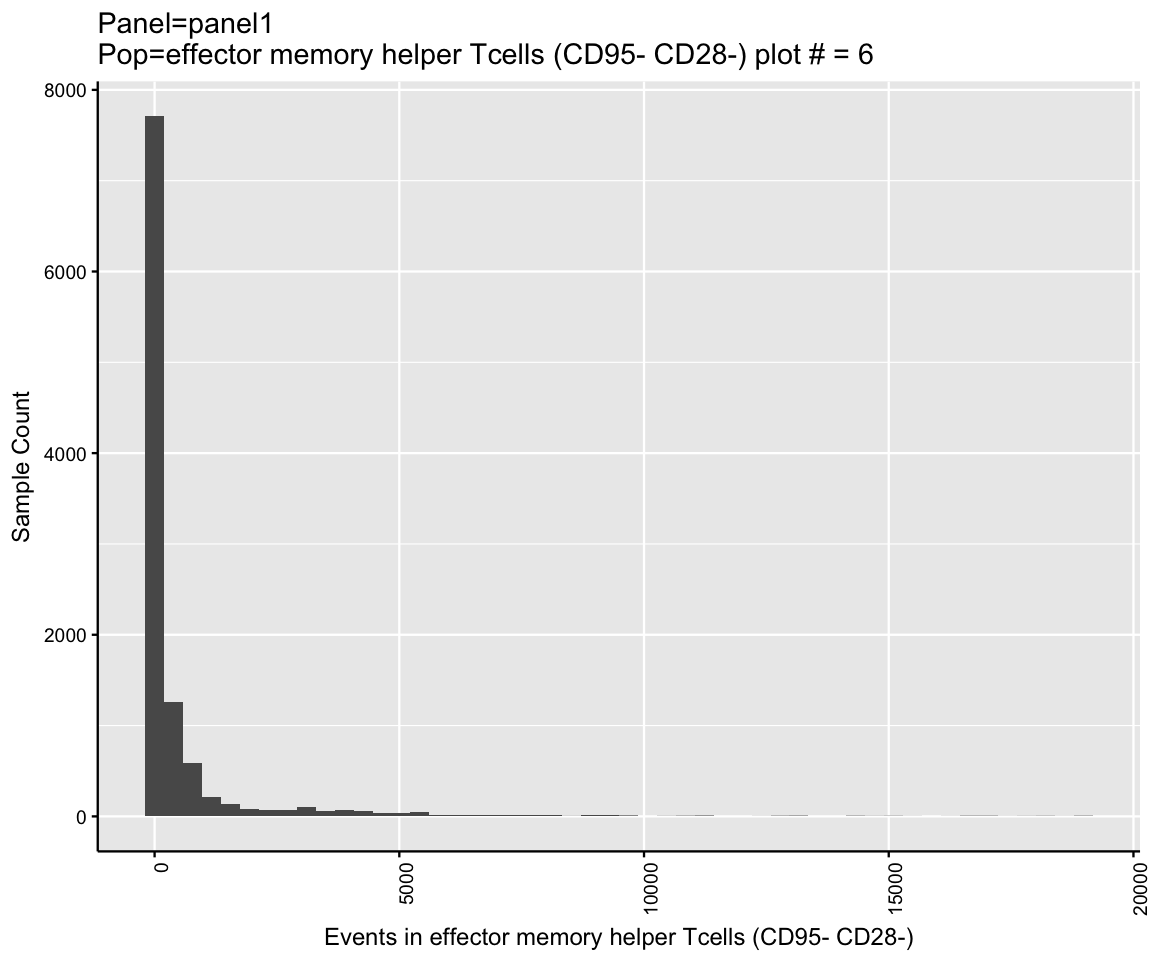 Panel=panel1
Pop=effector memory helper Tcells (CD95- CD28-) plot # = 6
8000
6000
4000
2000
0
Sample Count
0
5000
10000
15000
20000
Events in effector memory helper Tcells (CD95- CD28-)